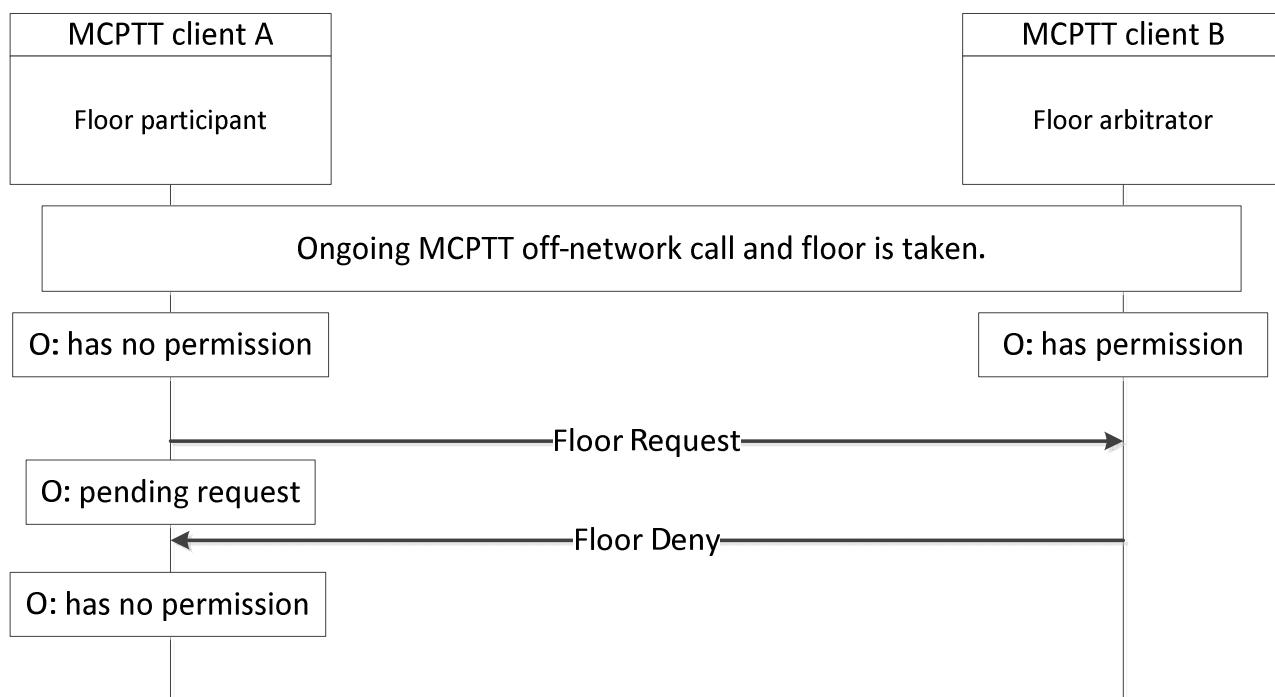 MCPTT client A
MCPTT client B
Floor participant
Floor arbitrator
Ongoing MCPTT off-network call and floor is taken.
O: has no permission
O: has permission
Floor Request
O: pending request
Floor Deny
O: has no permission